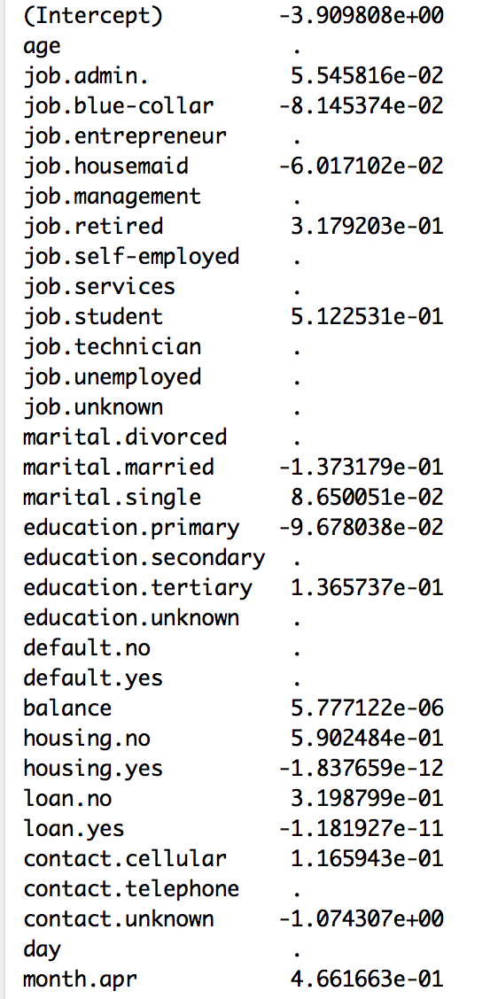 (Intercept) -3.909808e+00
age .
job.admin. 5.545816e-02
job.blue-collar -8.145374e-02
job.entrepreneur .
job.housemaid -6.017102e-02
job.management .
job.retired 3.179203e-01
job.self-employed .
job.services .
job.student 5.122531e-01
job.technician .
job.unemployed .
job.unknown .
marital.divorced .
marital.married -1.373179e-01
marital.single 8.650051e-02
education.primary -9.678038e-02
education.secondary .
education.tertiary 1.365737e-01
education.unknown .
default.no .
default.yes .
balance 5.777122e-06
housing.no 5.902484e-01
housing.yes -1.837659e-12
loan.no 3.198799e-01
loan.yes -1.181927e-11
contact.cellular 1.165943e-01
contact.telephone .
contact.unknown -1.074307e+00
day .
month.apr 4.661663e-01